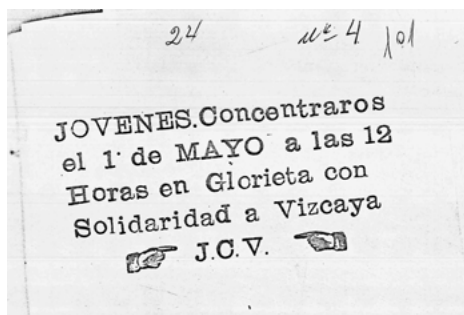 24 nº 4 101
JOVENES.Concentraros
el 1· de MAYO a las 12
Horas en Glorieta con
Solidaridad a Vizcaya
J.C.V.